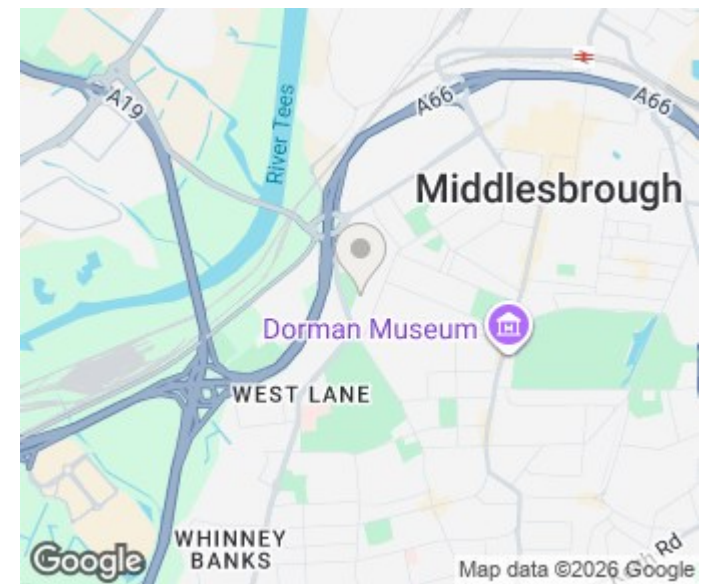 A19
River Tees
A66
A66
Middlesbrough
Dorman Museum
WEST LANE
WHINNEY
BANKS
Rd
Google
Map data ©2026 Google